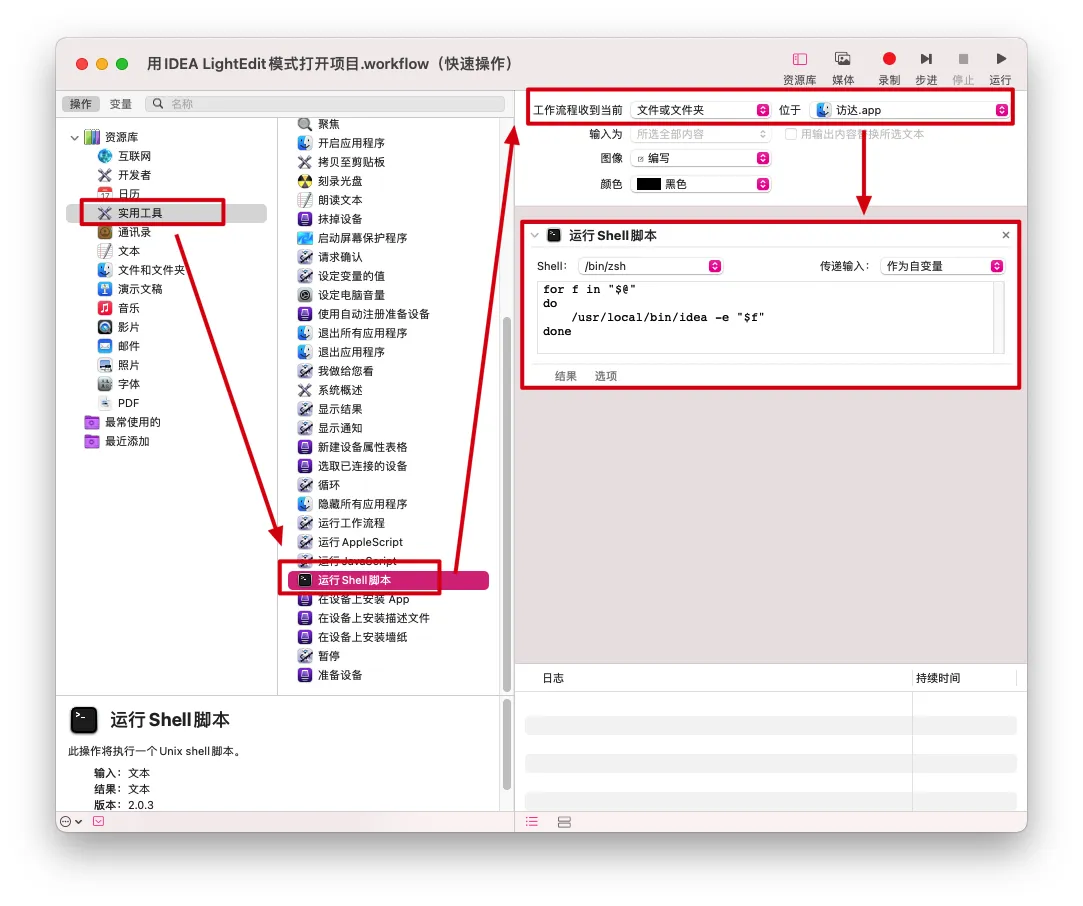 用IDEA LightEdit模式打开项目.workflow（快速操作）
资源库 媒体 录制 步进 停止 运行
操作 变量 名称
资源库
互联网
开发者
17 日历
实用工具
通讯录
文本
文件和文件夹
演示文稿
音乐
影片
邮件
照片
字体
PDF
最常使用的
最近添加
聚焦
开启应用程序
拷贝至剪贴板
刻录光盘
朗读文本
抹掉设备
启动屏幕保护程序
请求确认
设定变量的值
设定电脑音量
使用自动注册准备设备
退出所有应用程序
退出应用程序
我做给您看
系统概述
显示结果
显示通知
新建设备属性表格
选取已连接的设备
循环
隐藏所有应用程序
运行工作流程
运行 AppleScript
运行 JavaScript
运行 Shell 脚本
在设备上安装 App
在设备上安装描述文件
在设备上安装墙纸
暂停
准备设备
工作流程收到当前 文件或文件夹 位于 访达.app
输入为 所选全部内容 用输出内容替换所选文本
图像 编写
颜色 黑色
运行 Shell 脚本
Shell： /bin/zsh 传递输入： 作为自变量
for f in "$@"
do
/usr/local/bin/idea -e "$f"
done
结果 选项
日志 持续时间
运行 Shell 脚本
此操作将执行一个 Unix shell 脚本。
输入： 文本
结果： 文本
版本： 2.0.3